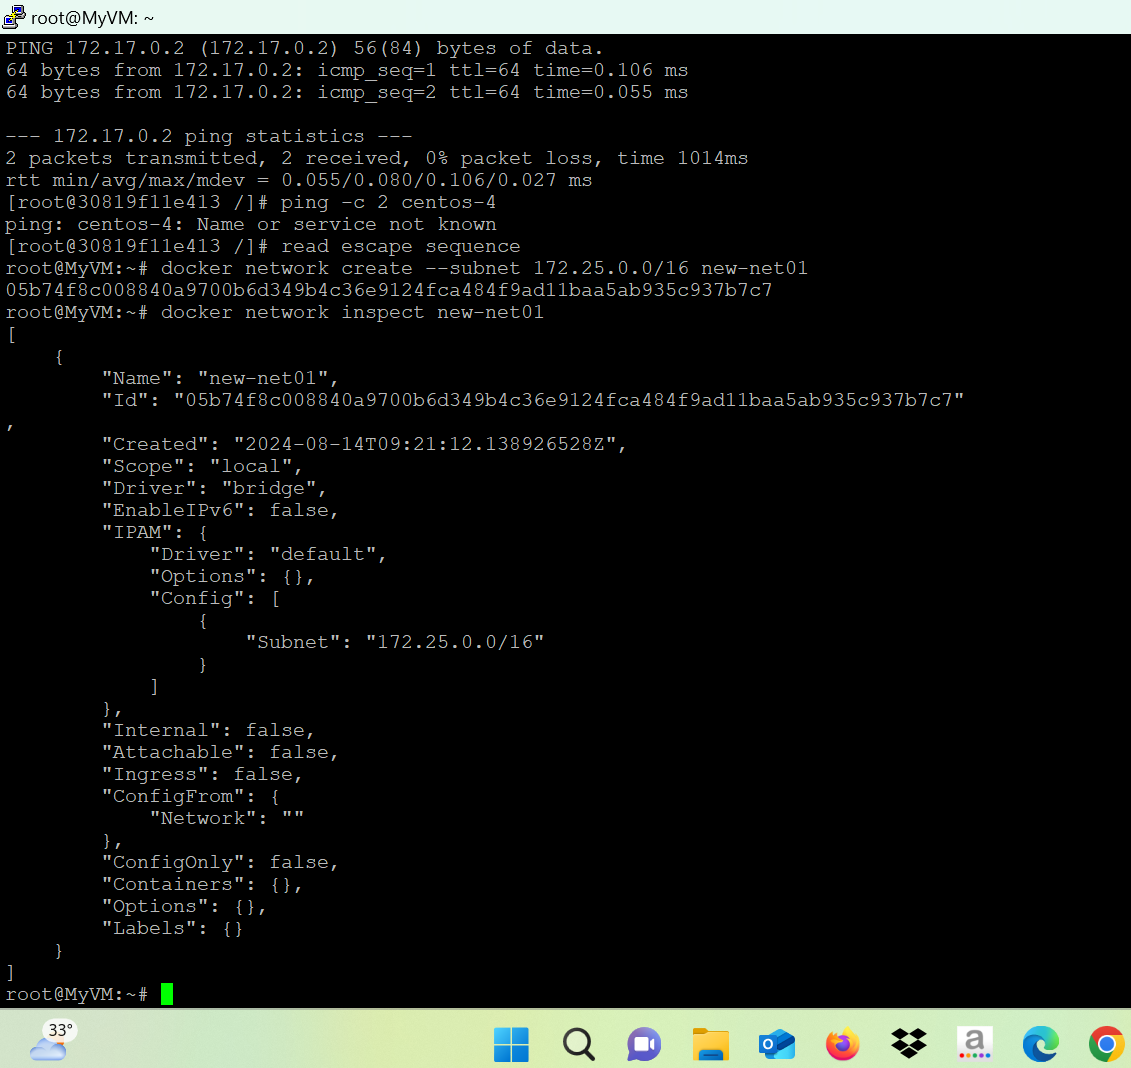 root@MyVM: ~
PING 172.17.0.2 (172.17.0.2) 56(84) bytes of data.
64 bytes from 172.17.0.2: icmp_seq=1 ttl=64 time=0.106 ms
64 bytes from 172.17.0.2: icmp_seq=2 ttl=64 time=0.055 ms
--- 172.17.0.2 ping statistics ---
2 packets transmitted, 2 received, 0% packet loss, time 1014ms
rtt min/avg/max/mdev = 0.055/0.080/0.106/0.027 ms
[root@30819f11e413 /]# ping -c 2 centos-4
ping: centos-4: Name or service not known
[root@30819f11e413 /]# read escape sequence
root@MyVM:~# docker network create --subnet 172.25.0.0/16 new-net01
05b74f8c008840a9700b6d349b4c36e9124fca484f9ad11baa5ab935c937b7c7
root@MyVM:~# docker network inspect new-net01
[
    {
        "Name": "new-net01",
        "Id": "05b74f8c008840a9700b6d349b4c36e9124fca484f9ad11baa5ab935c937b7c7"
,
        "Created": "2024-08-14T09:21:12.138926528Z",
        "Scope": "local",
        "Driver": "bridge",
        "EnableIPv6": false,
        "IPAM": {
            "Driver": "default",
            "Options": {},
            "Config": [
                {
                    "Subnet": "172.25.0.0/16"
                }
            ]
        },
        "Internal": false,
        "Attachable": false,
        "Ingress": false,
        "ConfigFrom": {
            "Network": ""
        },
        "ConfigOnly": false,
        "Containers": {},
        "Options": {},
        "Labels": {}
    }
]
root@MyVM:~#
33°
a